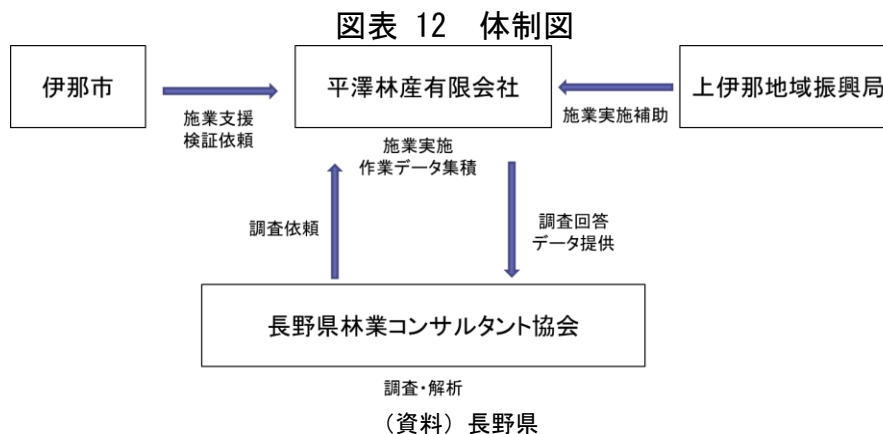 図表 12　体制図
伊那市
平澤林産有限会社
上伊那地域振興局
施業支援
検証依頼
施業実施補助
施業実施
作業データ集積
調査依頼
調査回答
データ提供
長野県林業コンサルタント協会
調査・解析
（資料）長野県